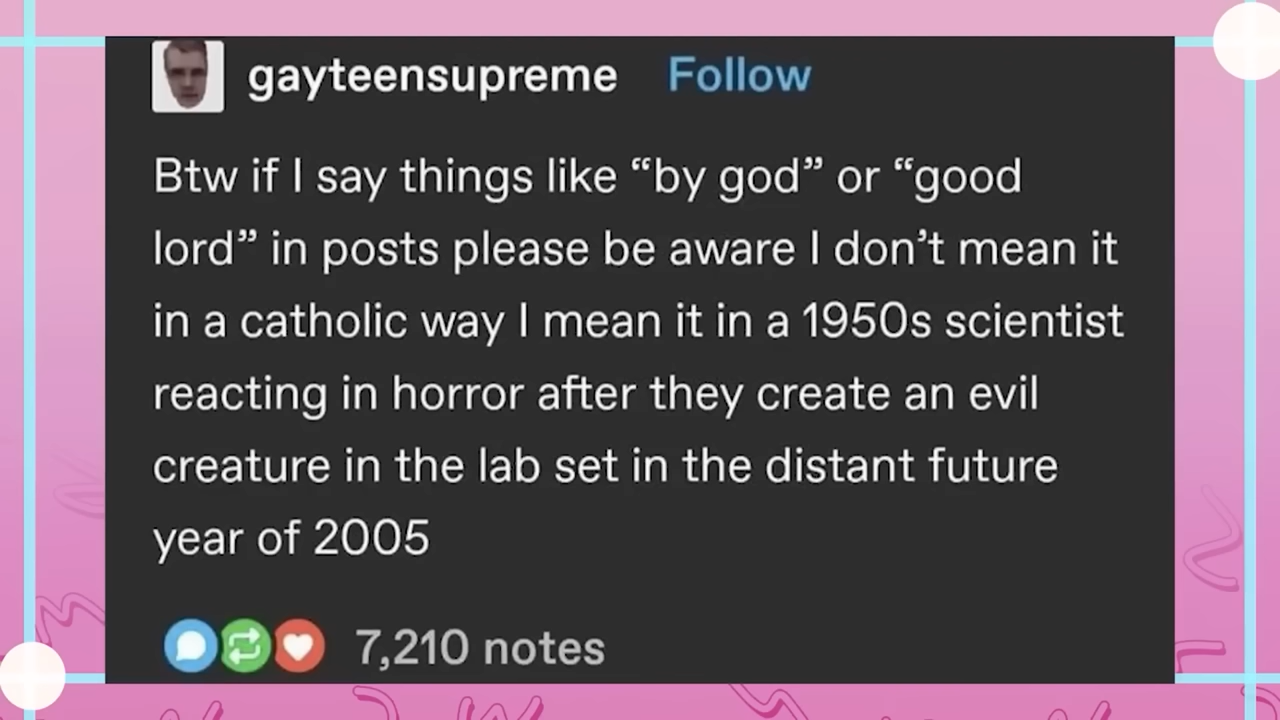 gayteensupreme Follow
Btw if I say things like “by god” or “good
lord” in posts please be aware I don’t mean it
in a catholic way I mean it in a 1950s scientist
reacting in horror after they create an evil
creature in the lab set in the distant future
year of 2005
7,210 notes